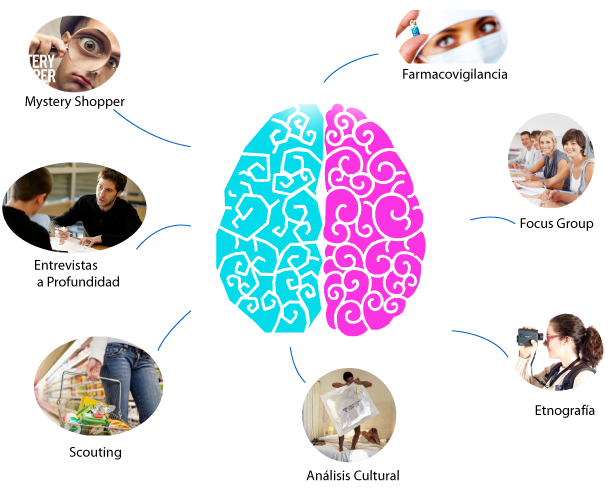 Mystery Shopper
Farmacovigilancia
Focus Group
Entrevistas
a Profundidad
Etnografía
Scouting
Análisis Cultural